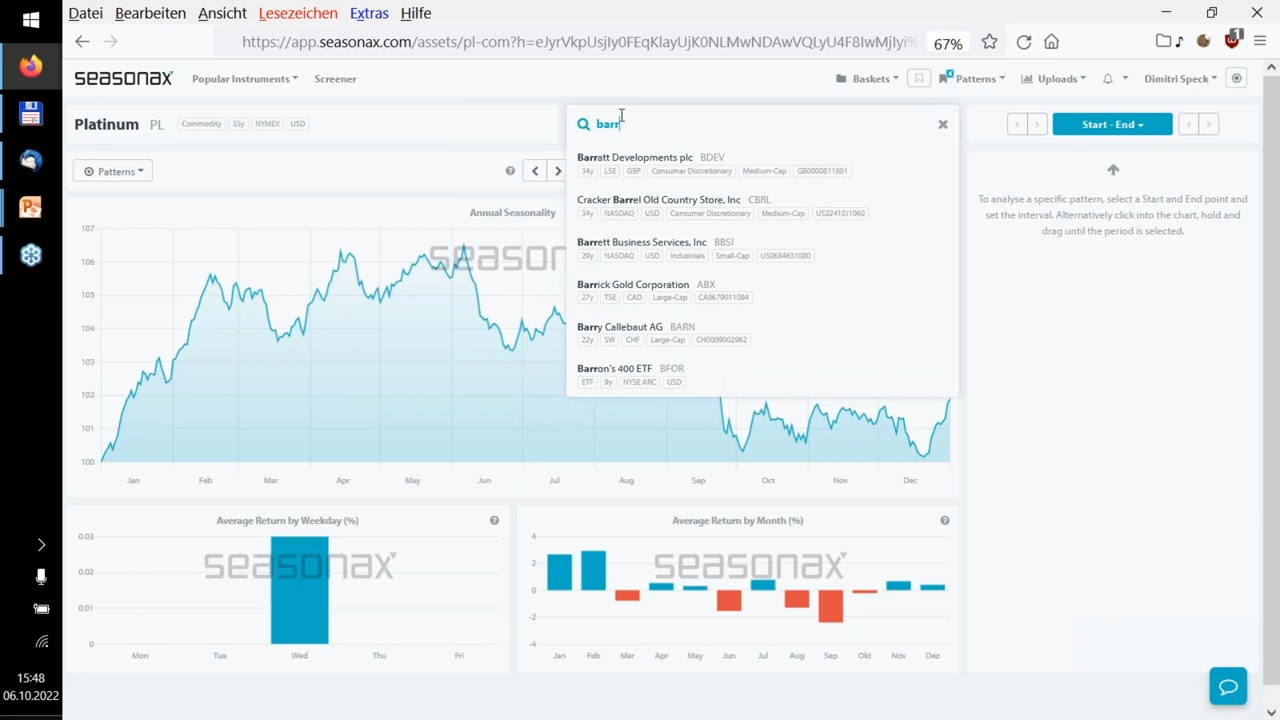 Datei Bearbeiten Ansicht Lesezeichen Extras Hilfe
67%
seasonax Popular Instruments Screener Baskets 4 Patterns Uploads Dimitri Speck
Platinum PL Commodity 35y NYMEX USD
barr
Start - End
Patterns
Barratt Developments plc BDEV
34y LSE GBP Consumer Discretionary Medium-Cap GB0000811801
Cracker Barrel Old Country Store, Inc CBRL
34y NASDAQ USD Consumer Discretionary Medium-Cap US22410J1060
Barrett Business Services, Inc BBSI
29y NASDAQ USD Industrials Small-Cap US0684631080
Barrick Gold Corporation ABX
27y TSE CAD Large-Cap CA0679011084
Barry Callebaut AG BARN
22y SW CHF Large-Cap CH0009002962
Barron's 400 ETF BFOR
ETF 9y NYSE ARC USD
To analyse a specific pattern, select a Start and End point and
set the interval. Alternatively click into the chart, hold and
drag until the period is selected.
Annual Seasonality
107
106
105
104
103
102
101
100
Jan Feb Mar Apr May Jun Jul Aug Sep Oct Nov Dec
Average Return by Weekday (%)
seasonax
0.03
0.02
0.01
0
Mon Tue Wed Thu Fri
Average Return by Month (%)
seasonax
4
2
0
-2
-4
Jan Feb Mar Apr May Jun Jul Aug Sep Okt Nov Dez
15:48
06.10.2022